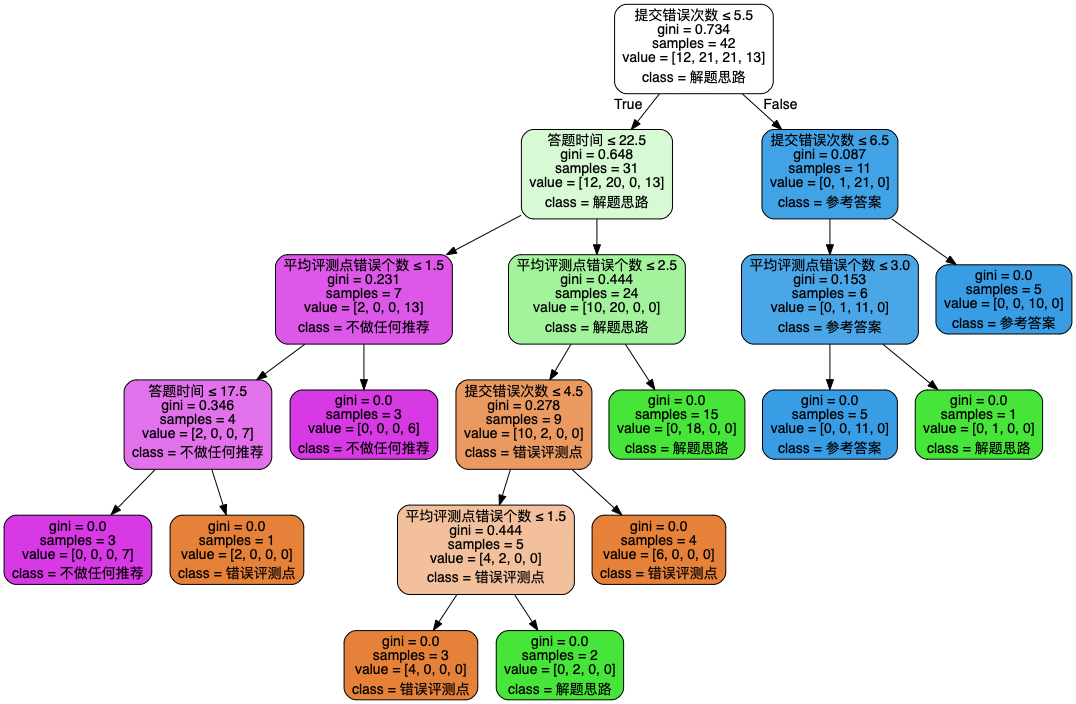 提交错误次数 ≤ 5.5
gini = 0.734
samples = 42
value = [12, 21, 21, 13]
class = 解题思路
True
False
答题时间 ≤ 22.5
gini = 0.648
samples = 31
value = [12, 20, 0, 13]
class = 解题思路
提交错误次数 ≤ 6.5
gini = 0.087
samples = 11
value = [0, 1, 21, 0]
class = 参考答案
平均评测点错误个数 ≤ 1.5
gini = 0.231
samples = 7
value = [2, 0, 0, 13]
class = 不做任何推荐
平均评测点错误个数 ≤ 2.5
gini = 0.444
samples = 24
value = [10, 20, 0, 0]
class = 解题思路
平均评测点错误个数 ≤ 3.0
gini = 0.153
samples = 6
value = [0, 1, 11, 0]
class = 参考答案
gini = 0.0
samples = 5
value = [0, 0, 10, 0]
class = 参考答案
答题时间 ≤ 17.5
gini = 0.346
samples = 4
value = [2, 0, 0, 7]
class = 不做任何推荐
gini = 0.0
samples = 3
value = [0, 0, 0, 6]
class = 不做任何推荐
提交错误次数 ≤ 4.5
gini = 0.278
samples = 9
value = [10, 2, 0, 0]
class = 错误评测点
gini = 0.0
samples = 15
value = [0, 18, 0, 0]
class = 解题思路
gini = 0.0
samples = 5
value = [0, 0, 11, 0]
class = 参考答案
gini = 0.0
samples = 1
value = [0, 1, 0, 0]
class = 解题思路
gini = 0.0
samples = 3
value = [0, 0, 0, 7]
class = 不做任何推荐
gini = 0.0
samples = 1
value = [2, 0, 0, 0]
class = 错误评测点
平均评测点错误个数 ≤ 1.5
gini = 0.444
samples = 5
value = [4, 2, 0, 0]
class = 错误评测点
gini = 0.0
samples = 4
value = [6, 0, 0, 0]
class = 错误评测点
gini = 0.0
samples = 3
value = [4, 0, 0, 0]
class = 错误评测点
gini = 0.0
samples = 2
value = [0, 2, 0, 0]
class = 解题思路